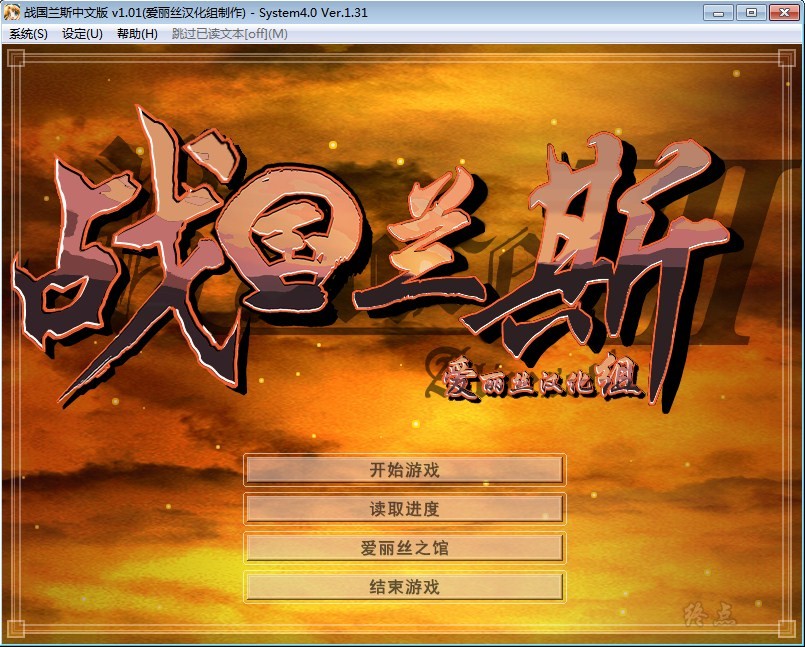 战国兰斯中文版 v1.01(爱丽丝汉化组制作) - System4.0 Ver.1.31
系统(S) 设定(U) 帮助(H) 跳过已读文本[off](M)
战国兰斯
爱丽丝汉化组
开始游戏
读取进度
爱丽丝之馆
结束游戏
终点